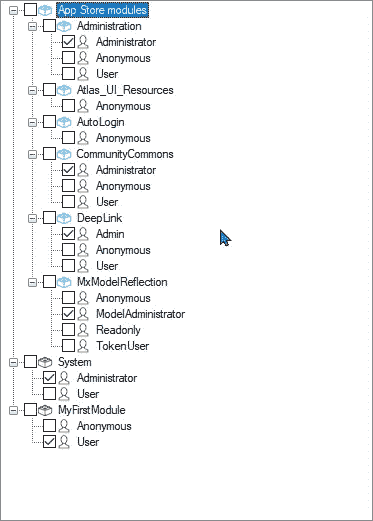 App Store modules
Administration
Administrator
Anonymous
User
Atlas_UI_Resources
Anonymous
AutoLogin
Anonymous
CommunityCommons
Administrator
Anonymous
User
DeepLink
Admin
Anonymous
User
MxModelReflection
Anonymous
ModelAdministrator
Readonly
TokenUser
System
Administrator
User
MyFirstModule
Anonymous
User